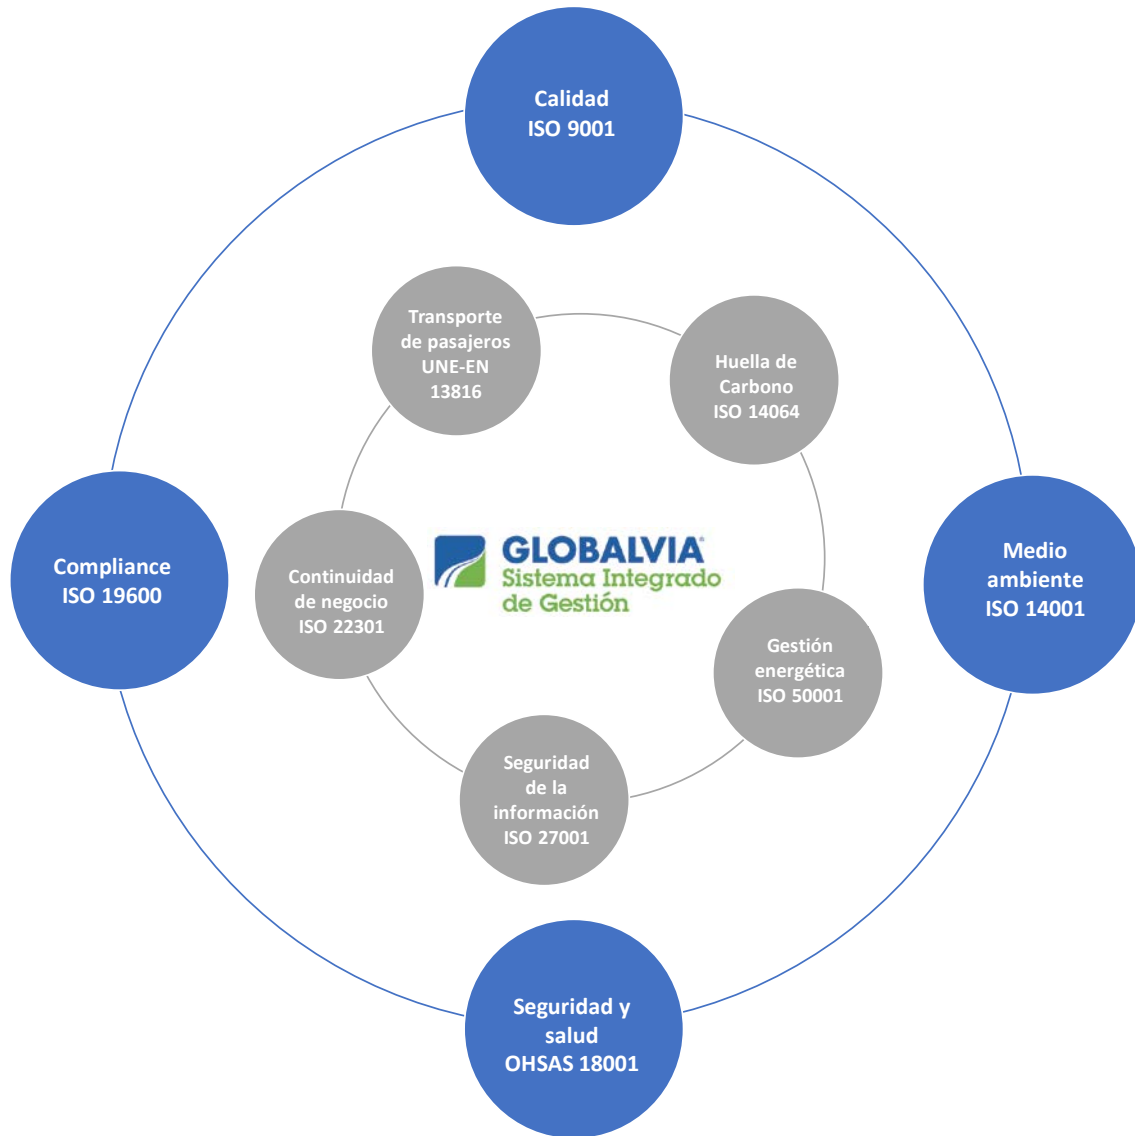 Calidad
ISO 9001
Transporte
de pasajeros
UNE-EN
13816
Huella de
Carbono
ISO 14064
Compliance
ISO 19600
Continuidad
de negocio
ISO 22301
GLOBALVIA
Sistema Integrado
de Gestión
Medio
ambiente
ISO 14001
Gestión
energética
ISO 50001
Seguridad
de la
información
ISO 27001
Seguridad y
salud
OHSAS 18001